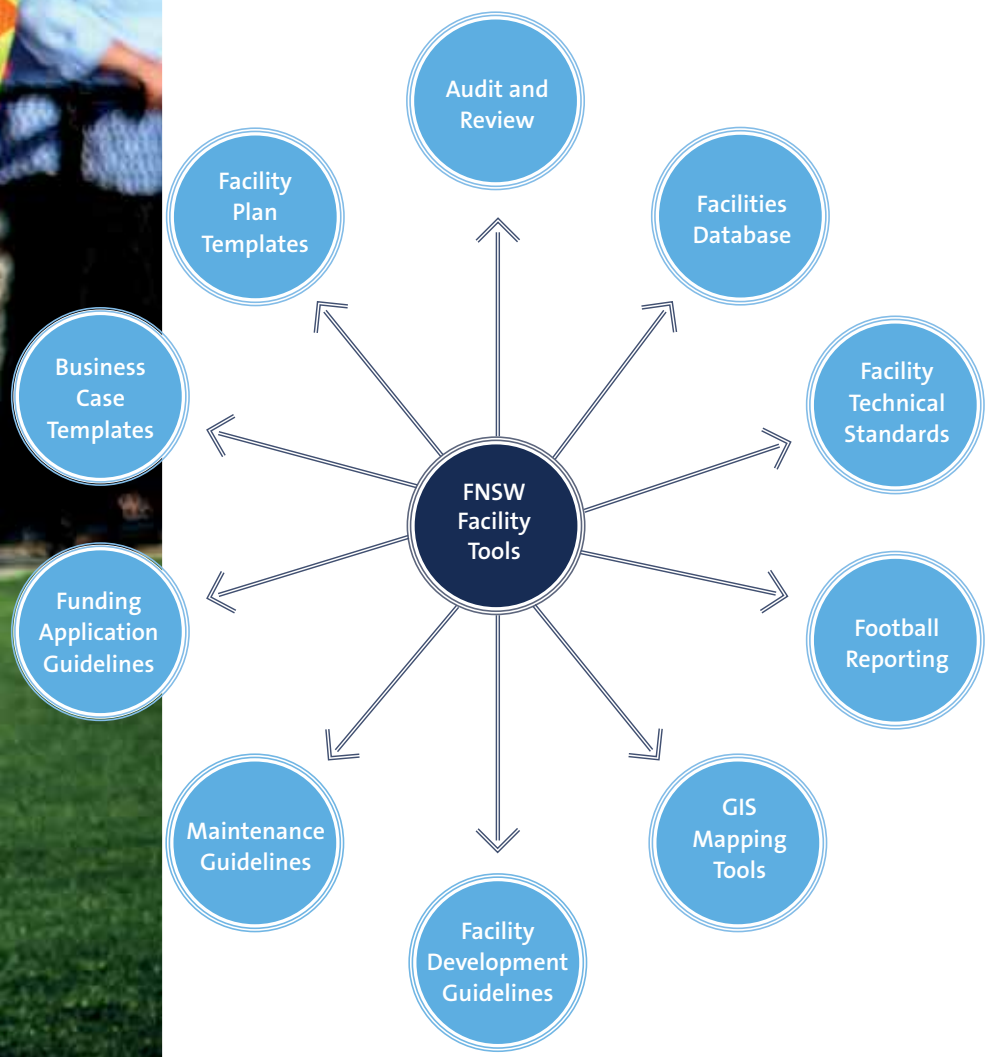 Audit and
Review
Facilities
Database
Facility
Technical
Standards
Football
Reporting
GIS
Mapping
Tools
Facility
Development
Guidelines
Maintenance
Guidelines
Funding
Application
Guidelines
Business
Case
Templates
Facility
Plan
Templates
FNSW
Facility
Tools